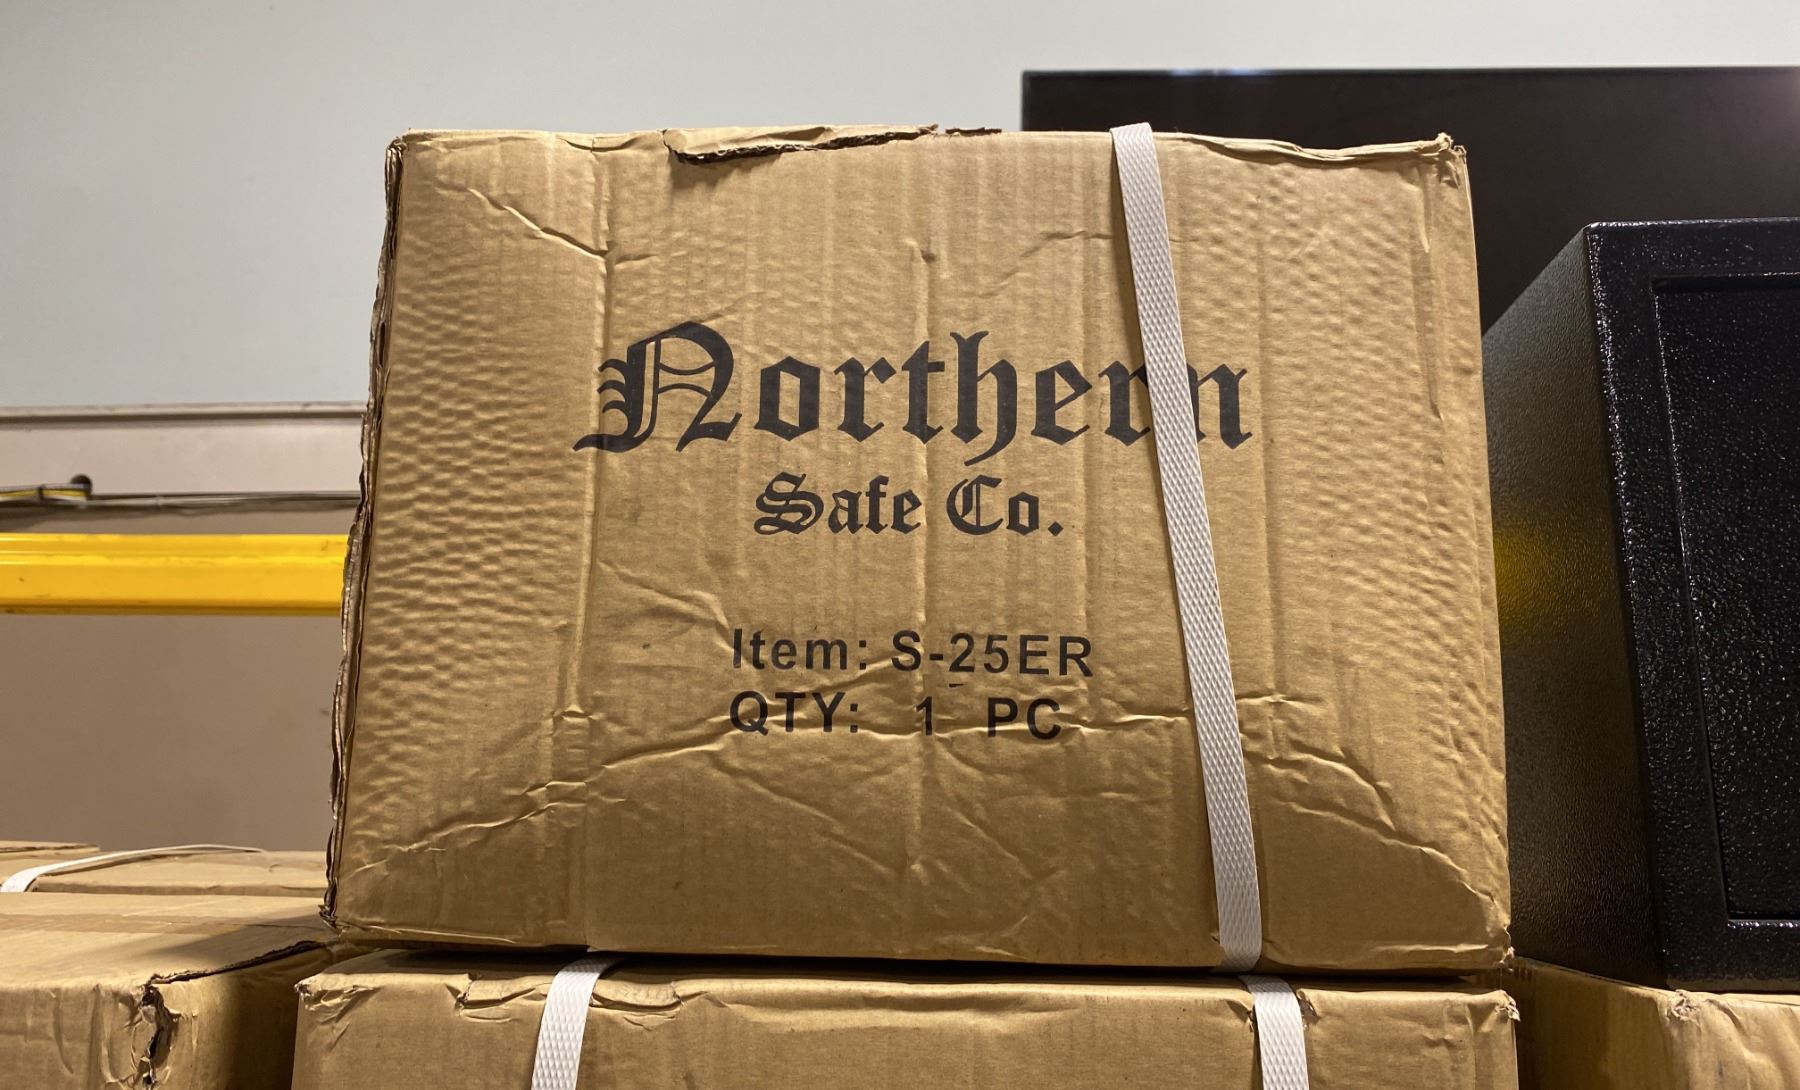 Northern
Safe Co.
Item: S-25ER
QTY: 1 PC